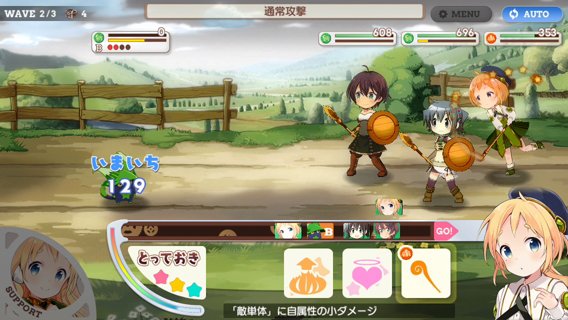 WAVE 2/3 4
通常攻撃
MENU
AUTO
0
B
608
696
353
いまいち
129
B
GO!
とっておき
SUPPORT
「敵単体」に自属性の小ダメージ